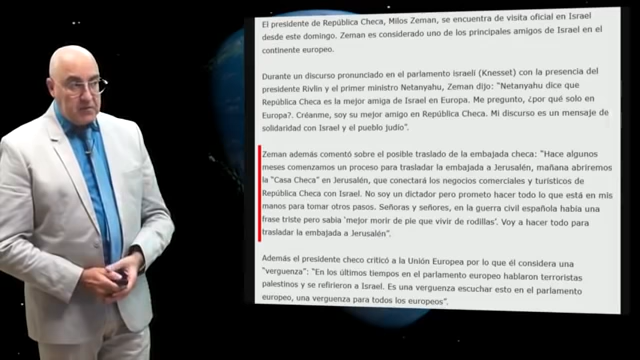 El presidente de República Checa, Milos Zeman, se encuentra de visita oficial en Israel
desde este domingo. Zeman es considerado uno de los principales amigos de Israel en el
continente europeo.
Durante un discurso pronunciado en el parlamento israelí (Knesset) con la presencia del
presidente Rivlin y el primer ministro Netanyahu, Zeman dijo: "Netanyahu dice que
República Checa es la mejor amiga de Israel en Europa. Me pregunto, ¿por qué solo en
Europa?. Créanme, soy su mejor amigo en República Checa. Mi discurso es un mensaje de
solidaridad con Israel y el pueblo judío".
Zeman además comentó sobre el posible traslado de la embajada checa: "Hace algunos
meses comenzamos un proceso para trasladar la embajada a Jerusalén, mañana abriremos
la "Casa Checa" en Jerusalén, que conectará los negocios comerciales y turísticos de
República Checa con Israel. No soy un dictador pero prometo hacer todo lo que está en mis
manos para tomar otros pasos. Señoras y señores, en la guerra civil española había una
frase triste pero sabia 'mejor morir de pie que vivir de rodillas'. Voy a hacer todo para
trasladar la embajada a Jerusalén".
Además el presidente checo criticó a la Unión Europea por lo que él considera una
"verguenza": "En los últimos tiempos en el parlamento europeo hablaron terroristas
palestinos y se refirieron a Israel. Es una verguenza escuchar esto en el parlamento
europeo, una verguenza para todos los europeos".